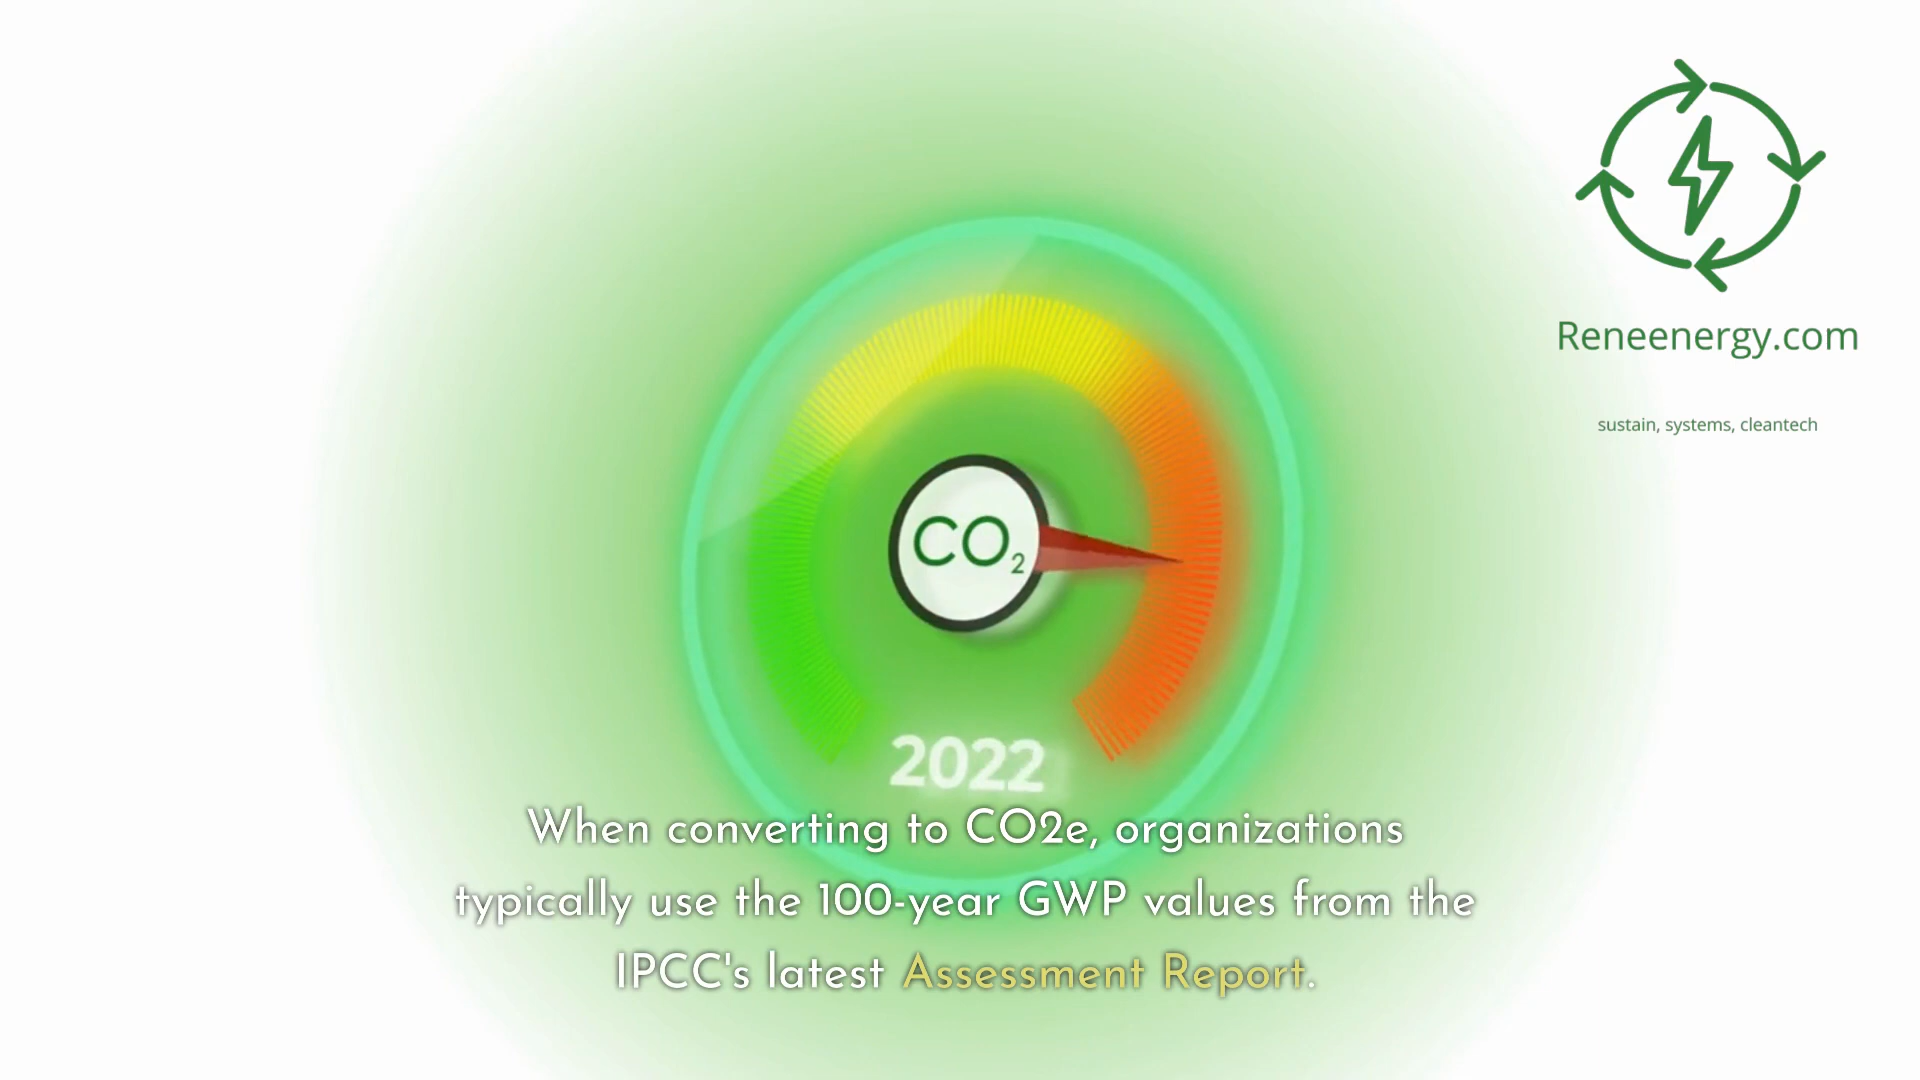 Reneenergy.com
sustain, systems, cleantech
CO₂
2022
When converting to CO2e, organizations
typically use the 100-year GWP values from the
IPCC's latest Assessment Report.